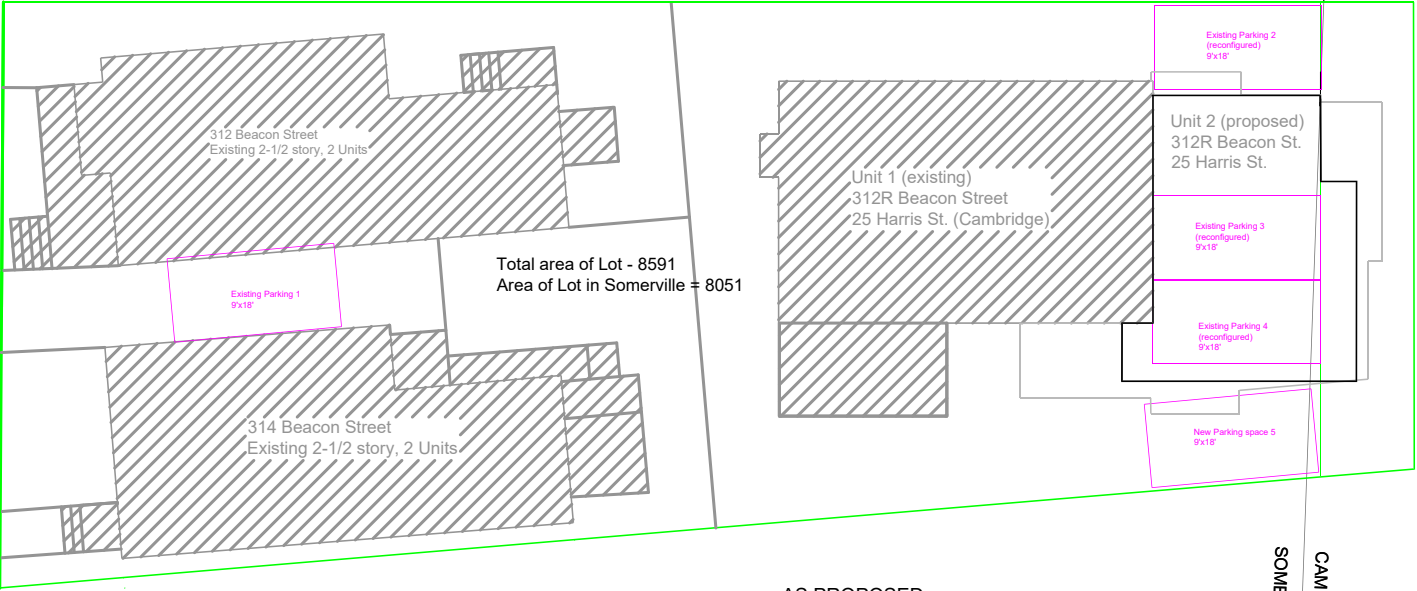 312 Beacon Street
Existing 2-1/2 story, 2 Units
Existing Parking 1
9'x18'
314 Beacon Street
Existing 2-1/2 story, 2 Units
Total area of Lot - 8591
Area of Lot in Somerville = 8051
Unit 1 (existing)
312R Beacon Street
25 Harris St. (Cambridge)
Existing Parking 2
(reconfigured)
9'x18'
Unit 2 (proposed)
312R Beacon St.
25 Harris St.
Existing Parking 3
(reconfigured)
9'x18'
Existing Parking 4
(reconfigured)
9'x18'
New Parking space 5
9'x18'
CAM
SOME
AS PROPOSED